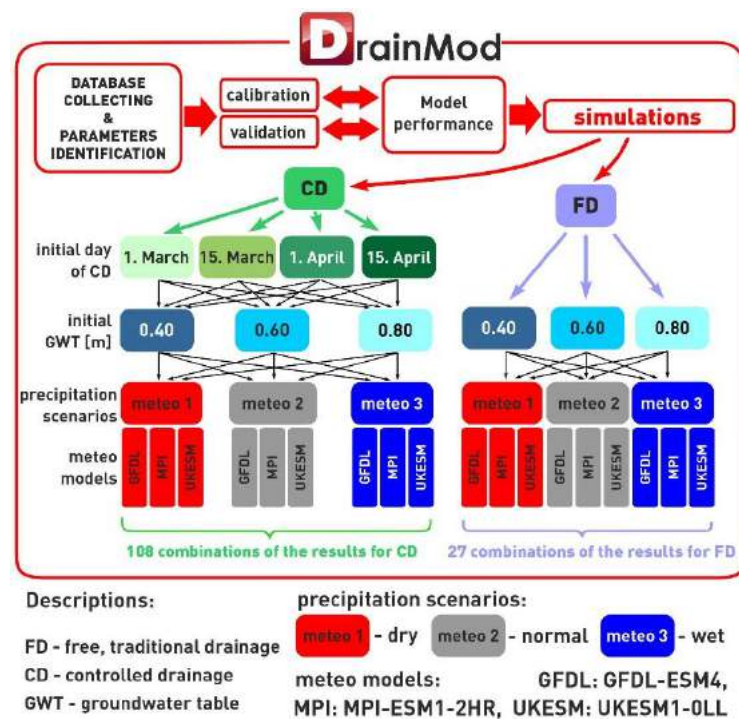 DrainMod
DATABASE
COLLECTING
&
PARAMETERS
IDENTIFICATION
calibration
validation
Model
performance
simulations
CD
FD
initial day
of CD
1. March
15. March
1. April
15. April
initial
GWT [m]
0.40
0.60
0.80
0.40
0.60
0.80
precipitation
scenarios
meteo 1
meteo 2
meteo 3
meteo 1
meteo 2
meteo 3
meteo
models
GFDL
MPI
UKESM
GFDL
MPI
UKESM
GFDL
MPI
UKESM
GFDL
MPI
UKESM
GFDL
MPI
UKESM
GFDL
MPI
UKESM
108 combinations of the results for CD
27 combinations of the results for FD
Descriptions:
FD - free, traditional drainage
CD - controlled drainage
GWT - groundwater table
precipitation scenarios:
meteo 1 - dry meteo 2 - normal meteo 3 - wet
meteo models: GFDL: GFDL-ESM4,
MPI: MPI-ESM1-2HR, UKESM: UKESM1-0LL